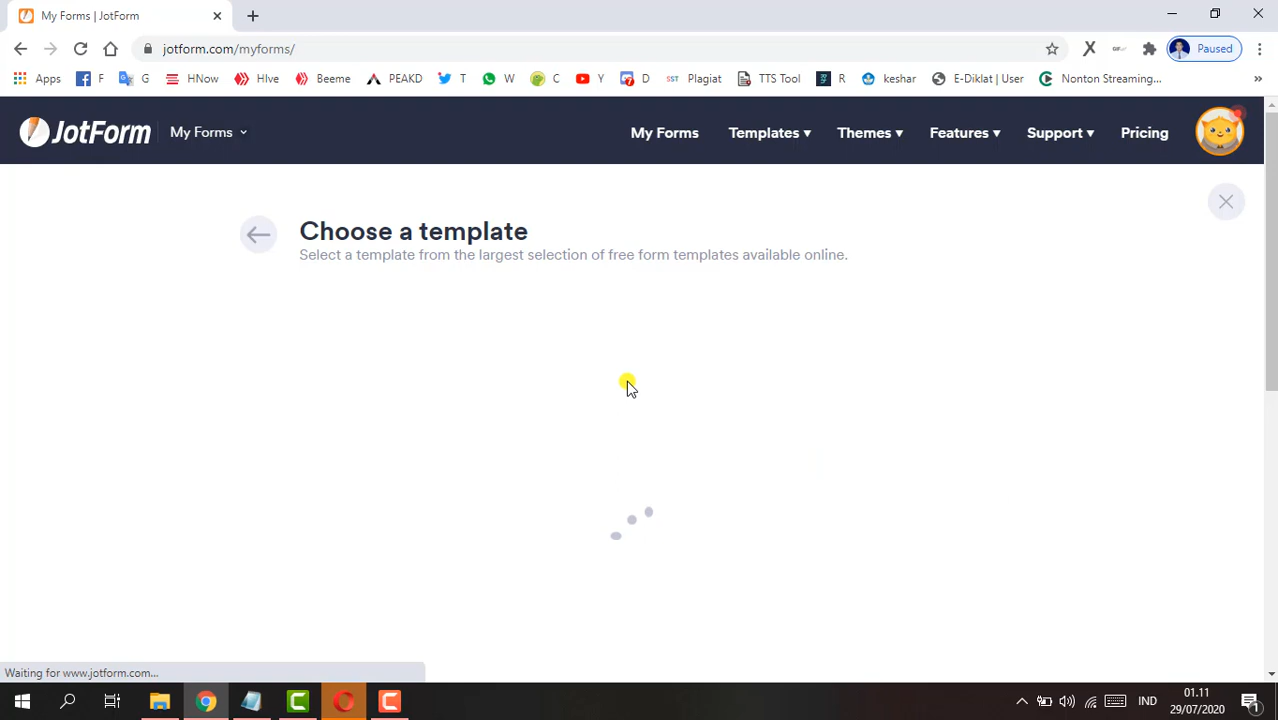 My Forms | JotForm
jotform.com/myforms/
Paused
Apps F G HNow HIve Beeme PEAKD T W C Y D Plagiat TTS Tool R keshar E-Diklat | User Nonton Streaming... »
JotForm My Forms My Forms Templates Themes Features Support Pricing
Choose a template
Select a template from the largest selection of free form templates available online.
Waiting for www.jotform.com...
IND
01.11
29/07/2020
1